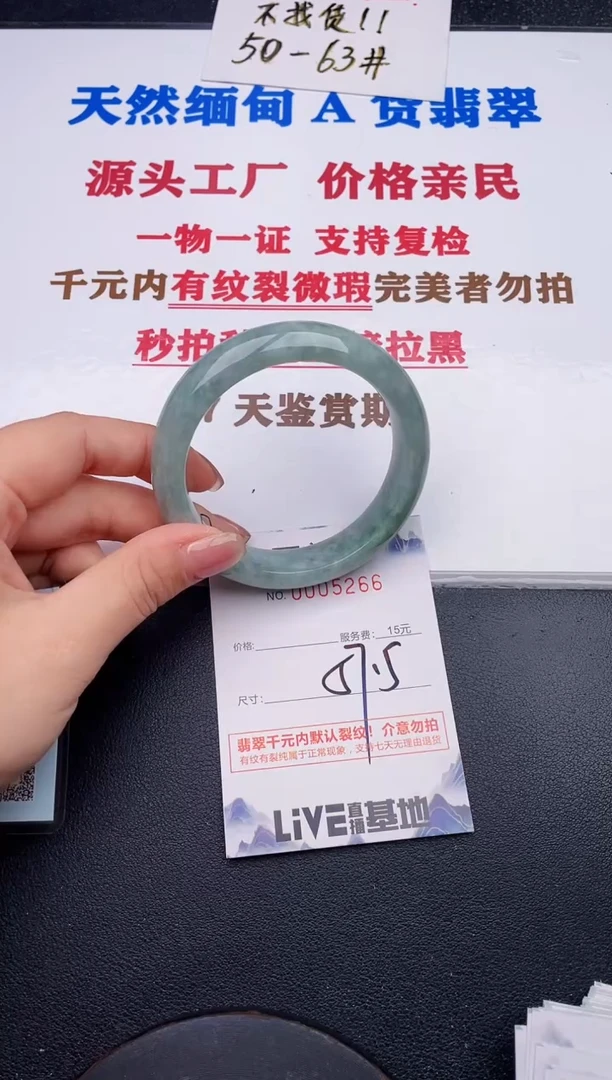 不找货!!
50-63#
天然缅甸A货翡翠
源头工厂 价格亲民
一物一证 支持复检
千元内有纹裂微瑕完美者勿拍
秒拍 拉黑
天鉴赏期
NO. 0005266
价格: 服务费: 15元
尺寸: 57.5
翡翠千元内默认裂纹! 介意勿拍
有纹有裂纯属于正常现象，支持七天无理由退货
LiVE直播基地